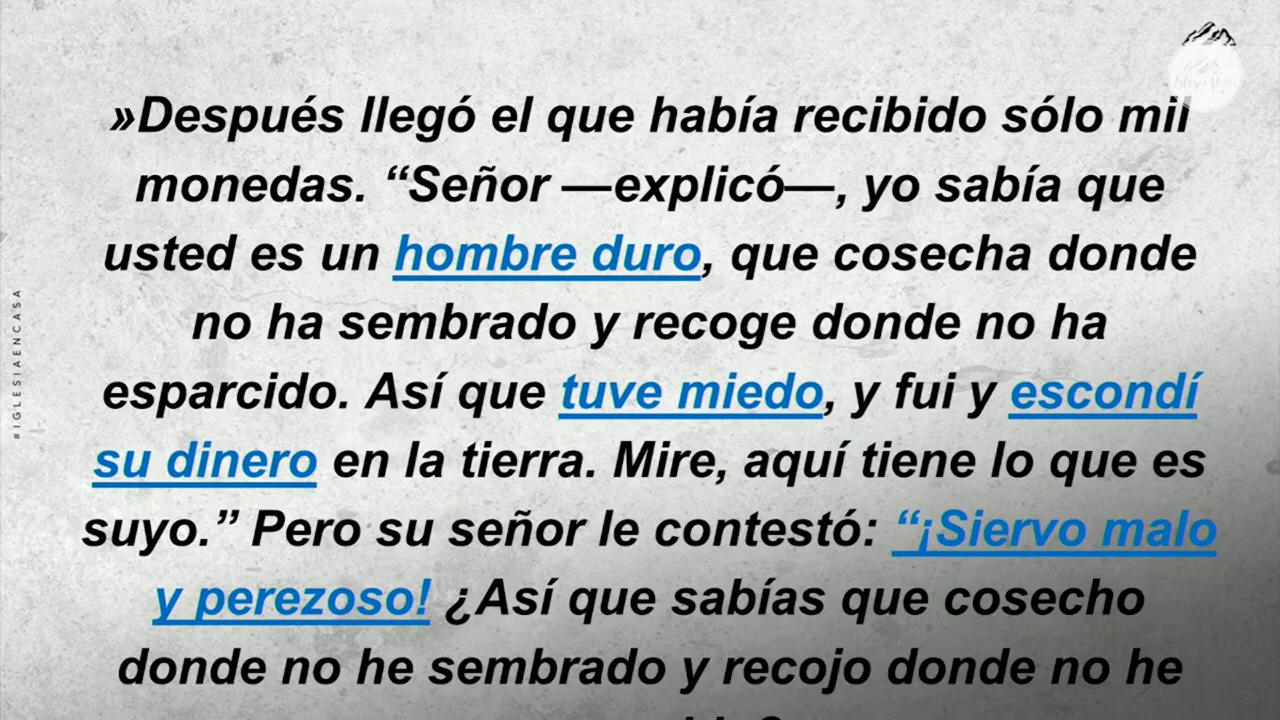 »Después llegó el que había recibido sólo mil
monedas. “Señor —explicó—, yo sabía que
usted es un hombre duro, que cosecha donde
no ha sembrado y recoge donde no ha
esparcido. Así que tuve miedo, y fui y escondí
su dinero en la tierra. Mire, aquí tiene lo que es
suyo.” Pero su señor le contestó: “¡Siervo malo
y perezoso! ¿Así que sabías que cosecho
donde no he sembrado y recojo donde no he
#IGLESIAENCASA